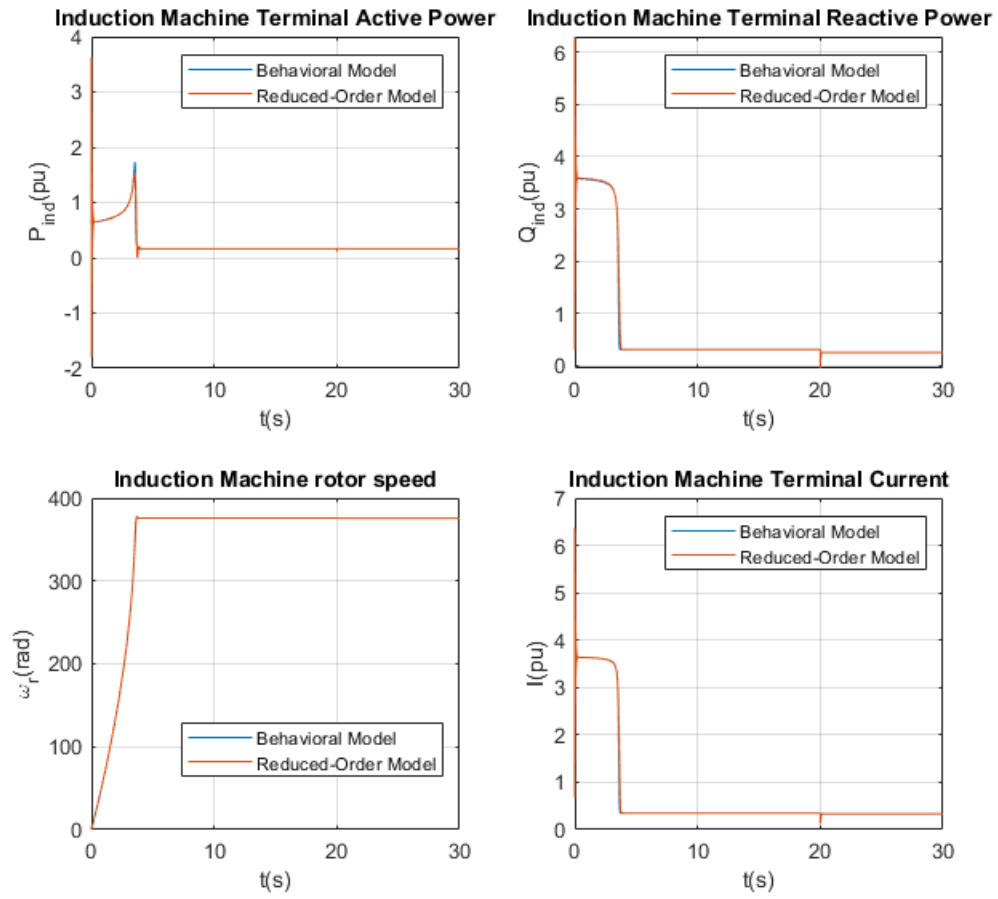 Induction Machine Terminal Active Power
4
3
2
1
0
-1
-2
P_ind(pu)
Behavioral Model
Reduced-Order Model
0
10
20
30
t(s)
Induction Machine Terminal Reactive Power
6
5
4
3
2
1
0
Q_ind(pu)
Behavioral Model
Reduced-Order Model
0
10
20
30
t(s)
Induction Machine rotor speed
400
300
200
100
0
ω_r(rad)
Behavioral Model
Reduced-Order Model
0
10
20
30
t(s)
Induction Machine Terminal Current
7
6
5
4
3
2
1
0
I(pu)
Behavioral Model
Reduced-Order Model
0
10
20
30
t(s)